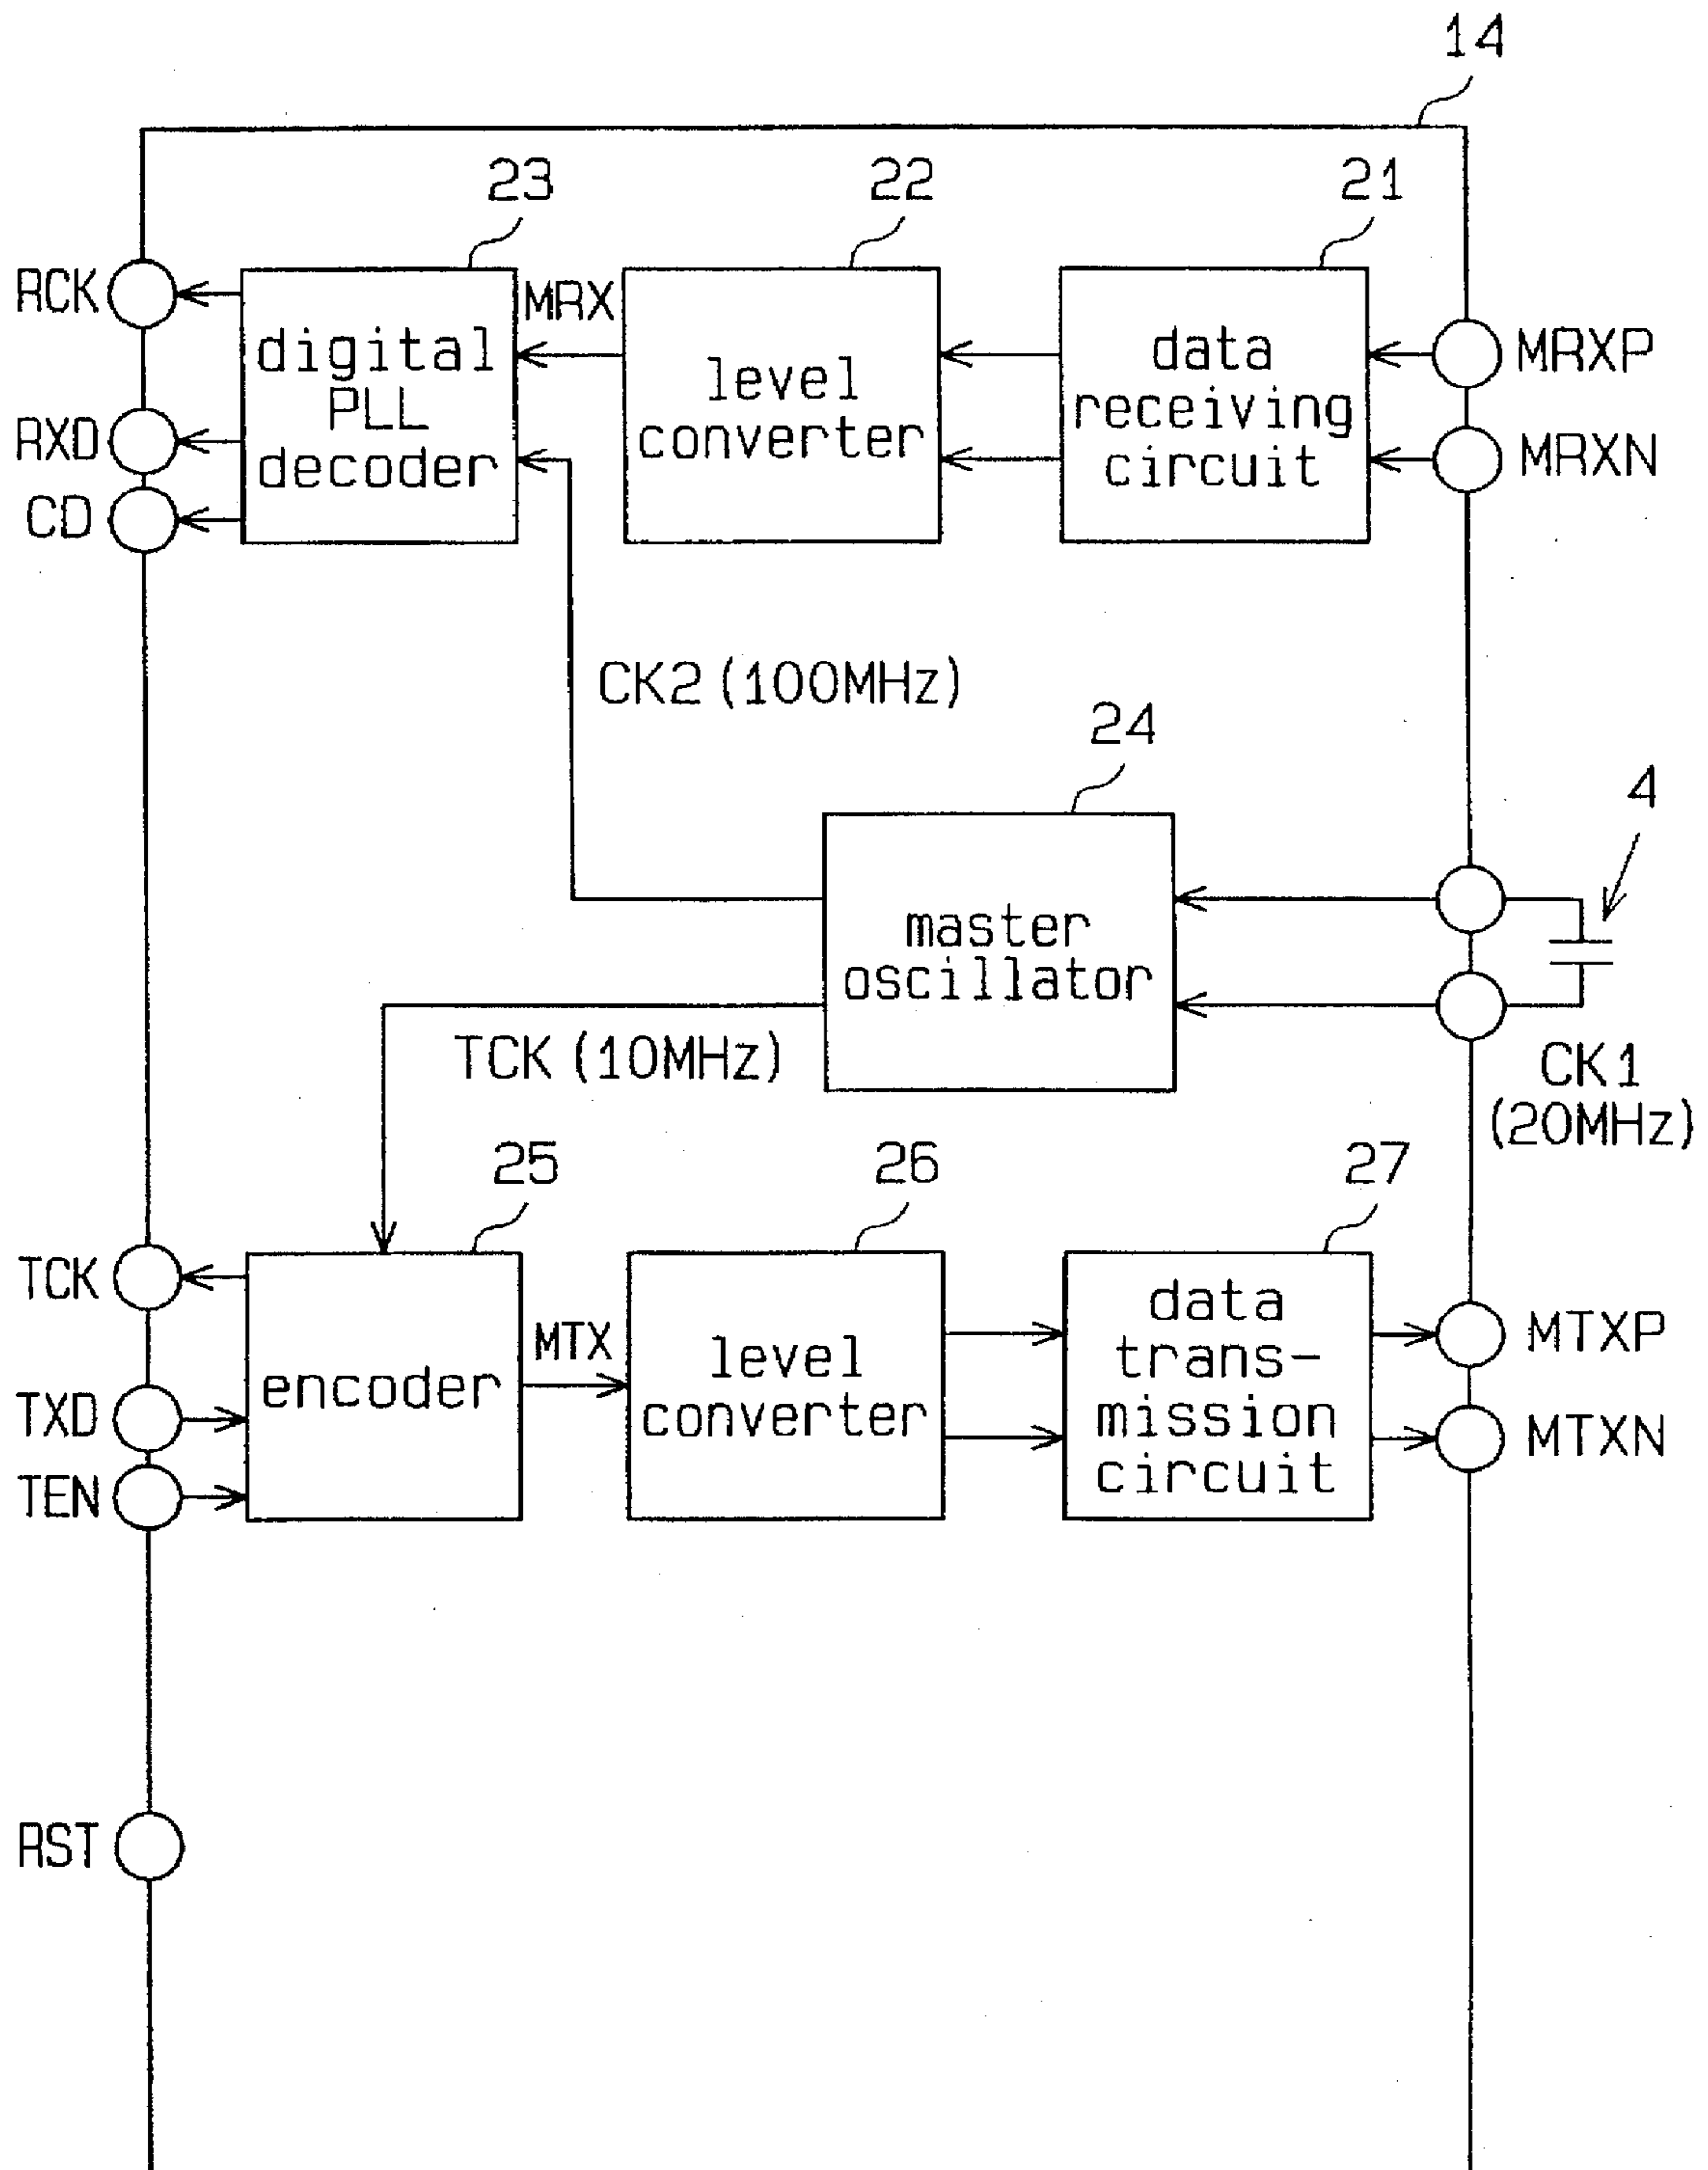 14
23
22
21
RCK
RXD
CD
digital
PLL
decoder
MRX
level
converter
data
receiving
circuit
MRXP
MRXN
CK2 (100MHz)
24
4
master
oscillator
TCK (10MHz)
CK1
(20MHz)
25
26
27
TCK
TXD
TEN
encoder
MTX
level
converter
data
trans-
mission
circuit
MTXP
MTXN
RST